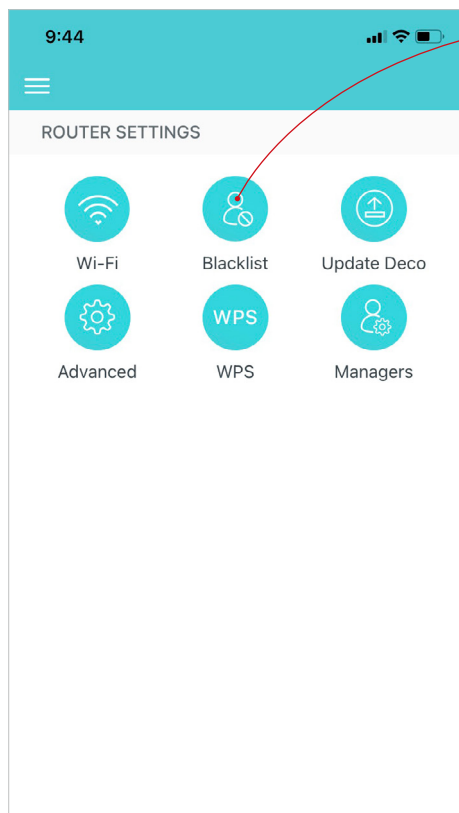 9:44
ROUTER SETTINGS
Wi-Fi Blacklist Update Deco
WPS
Advanced WPS Managers